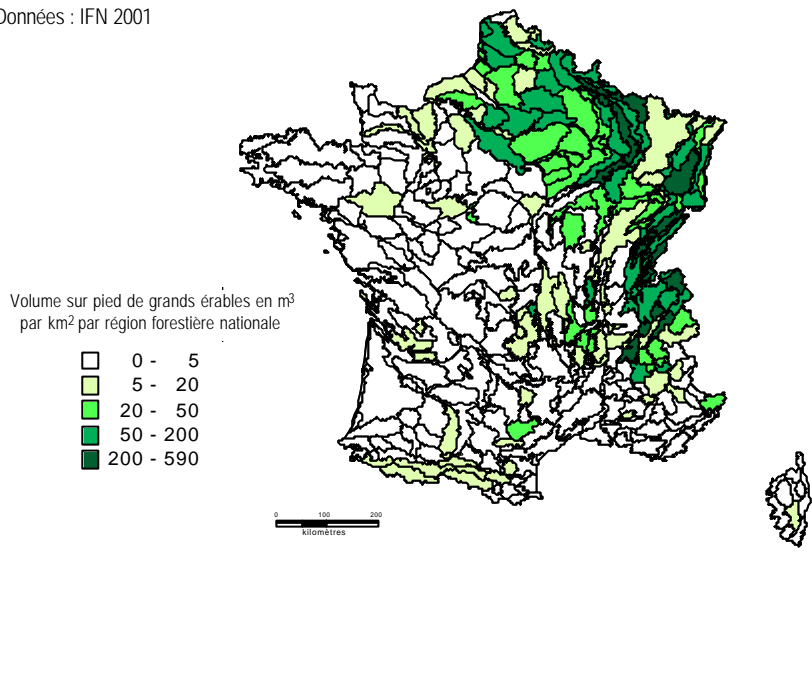 Données : IFN 2001
Volume sur pied de grands érables en m³
par km² par région forestière nationale
0 - 5
5 - 20
20 - 50
50 - 200
200 - 590
0 100 200
kilomètres